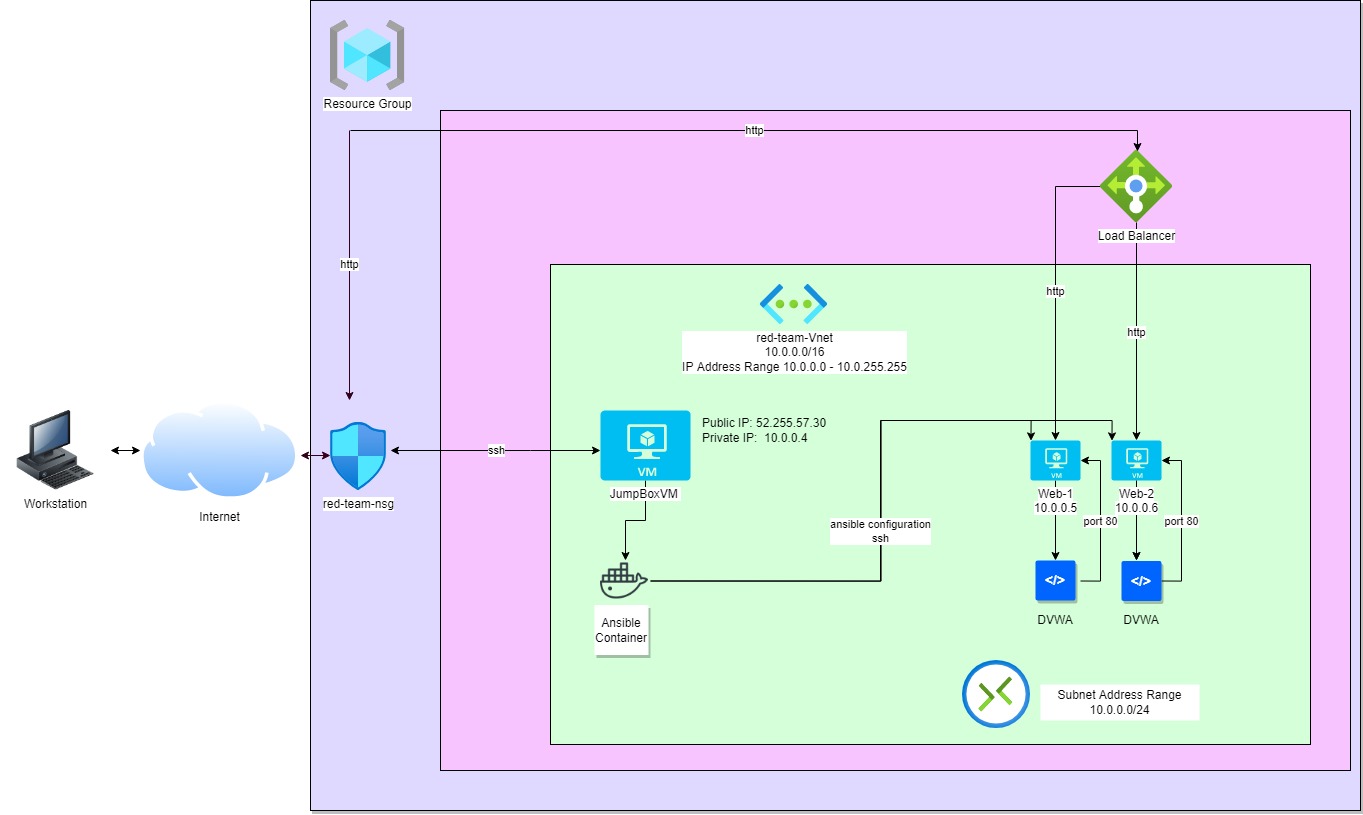 Resource Group
http
http
Load Balancer
http
http
red-team-Vnet
10.0.0.0/16
IP Address Range 10.0.0.0 - 10.0.255.255
Public IP: 52.255.57.30
Private IP: 10.0.0.4
ssh
VM
JumpBoxVM
VM
VM
Web-1
10.0.0.5
Web-2
10.0.0.6
Workstation
Internet
red-team-nsg
ansible configuration
ssh
port 80
port 80
</>
</>
DVWA
DVWA
Ansible
Container
Subnet Address Range
10.0.0.0/24